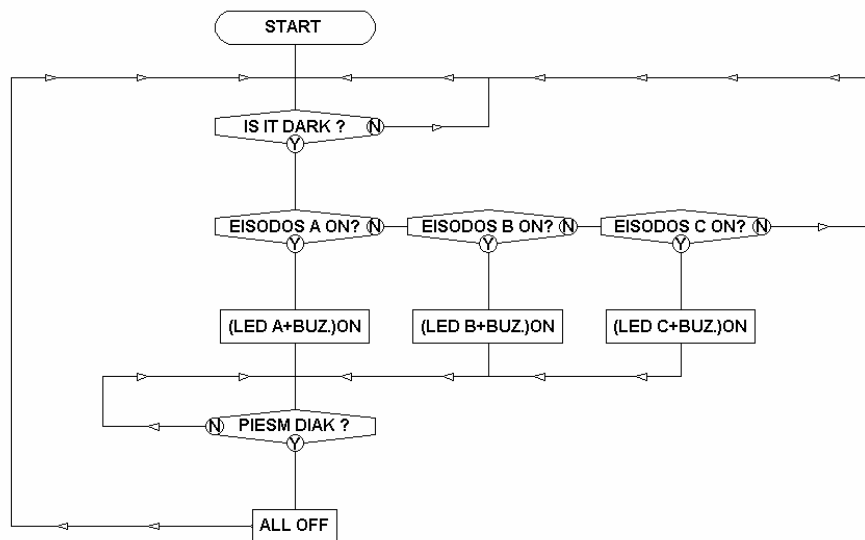 START
IS IT DARK ?
N
Y
EISODOS A ON?
N
EISODOS B ON?
N
EISODOS C ON?
N
Y
Y
Y
(LED A+BUZ.)ON
(LED B+BUZ.)ON
(LED C+BUZ.)ON
N
PIESM DIAK ?
Y
ALL OFF